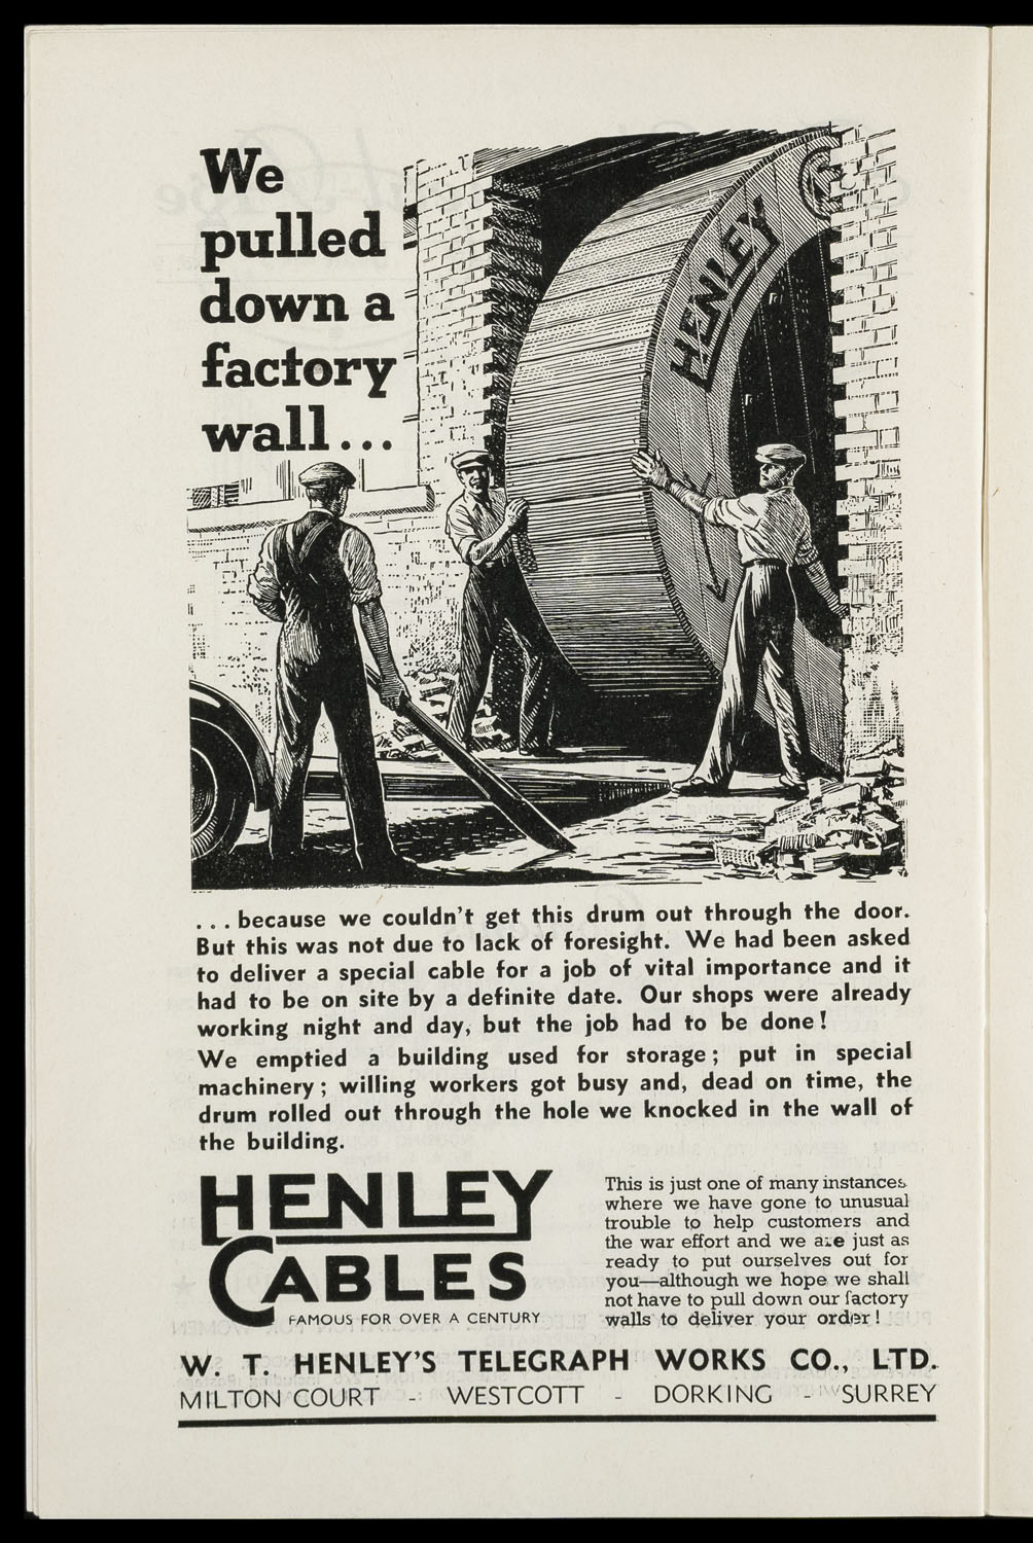 We
pulled
down a
factory
wall...
HENLEY
...because we couldn't get this drum out through the door.
But this was not due to lack of foresight. We had been asked
to deliver a special cable for a job of vital importance and it
had to be on site by a definite date. Our shops were already
working night and day, but the job had to be done!
We emptied a building used for storage; put in special
machinery; willing workers got busy and, dead on time, the
drum rolled out through the hole we knocked in the wall of
the building.
HENLEY
CABLES
FAMOUS FOR OVER A CENTURY
This is just one of many instances
where we have gone to unusual
trouble to help customers and
the war effort and we are just as
ready to put ourselves out for
you—although we hope we shall
not have to pull down our factory
walls to deliver your order!
W. T. HENLEY'S TELEGRAPH WORKS CO., LTD.
MILTON COURT - WESTCOTT - DORKING - SURREY